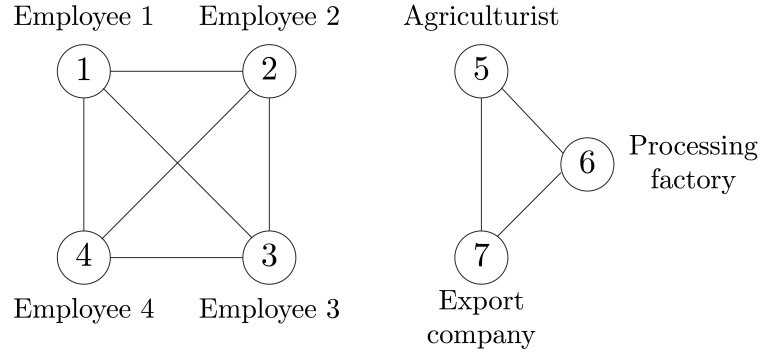 Employee 1
Employee 2
Agriculturist
1
2
5
6
Processing
factory
4
3
7
Employee 4
Employee 3
Export
company